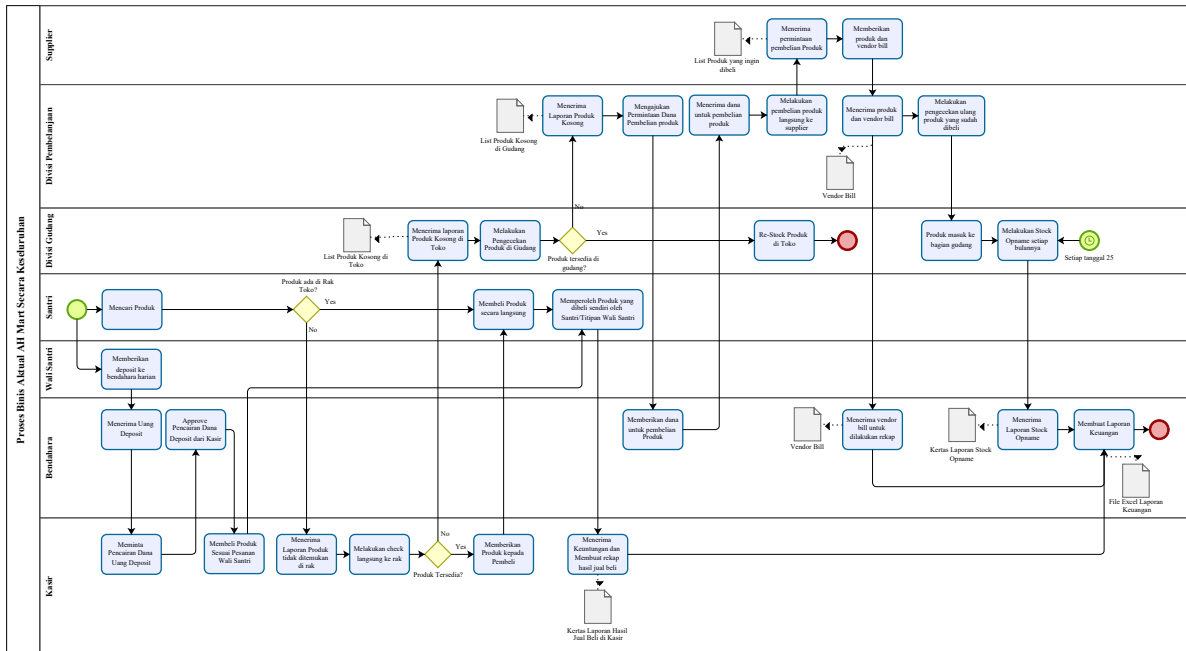 Proses Binis Aktual AH Mart Secara Keseluruhan
Supplier
List Produk yang ingin
dibeli
Menerima
permintaan
pembelian Produk
Memberikan
produk dan
vendor bill
Divisi Pembelanjaan
List Produk Kosong
di Gudang
Menerima
Laporan Produk
Kosong
Mengajukan
Permintaan Dana
Pembelian produk
Menerima dana
untuk pembelian
produk
Melakukan
pembelian produk
langsung ke
supplier
Menerima produk
dan vendor bill
Melakukan
pengecekan ulang
produk yang sudah
dibeli
Vendor Bill
Divisi Gudang
List Produk Kosong di
Toko
Menerima laporan
Produk Kosong di
Toko
Melakukan
Pengecekan
Produk di Gudang
No
Yes
Produk tersedia di
gudang?
Re-Stock Produk
di Toko
Produk masuk ke
bagian gudang
Melakukan Stock
Opname setiap
bulannya
Setiap tanggal 25
Santri
Mencari Produk
Produk ada di Rak
Toko?
Yes
No
Membeli Produk
secara langsung
Memperoleh Produk yang
dibeli sendiri oleh
Santri/Titipan Wali Santri
Wali Santri
Memberikan
deposit ke
bendahara harian
Bendahara
Menerima Uang
Deposit
Approve
Pencairan Dana
Deposit dari Kasir
Memberikan dana
untuk pembelian
Produk
Vendor Bill
Menerima vendor
bill untuk
dilakukan rekap
Kertas Laporan Stock
Opname
Menerima
Laporan Stock
Opname
Membuat Laporan
Keuangan
File Excel Laporan
Keuangan
Kasir
Meminta
Pencairan Dana
Uang Deposit
Membeli Produk
Sesuai Pesanan
Wali Santri
Menerima
Laporan Produk
tidak ditemukan
di rak
Melakukan check
langsung ke rak
No
Yes
Produk Tersedia?
Memberikan
Produk kepada
Pembeli
Menerima
Keuntungan dan
Membuat rekap
hasil jual beli
Kertas Laporan Hasil
Jual Beli di Kasir